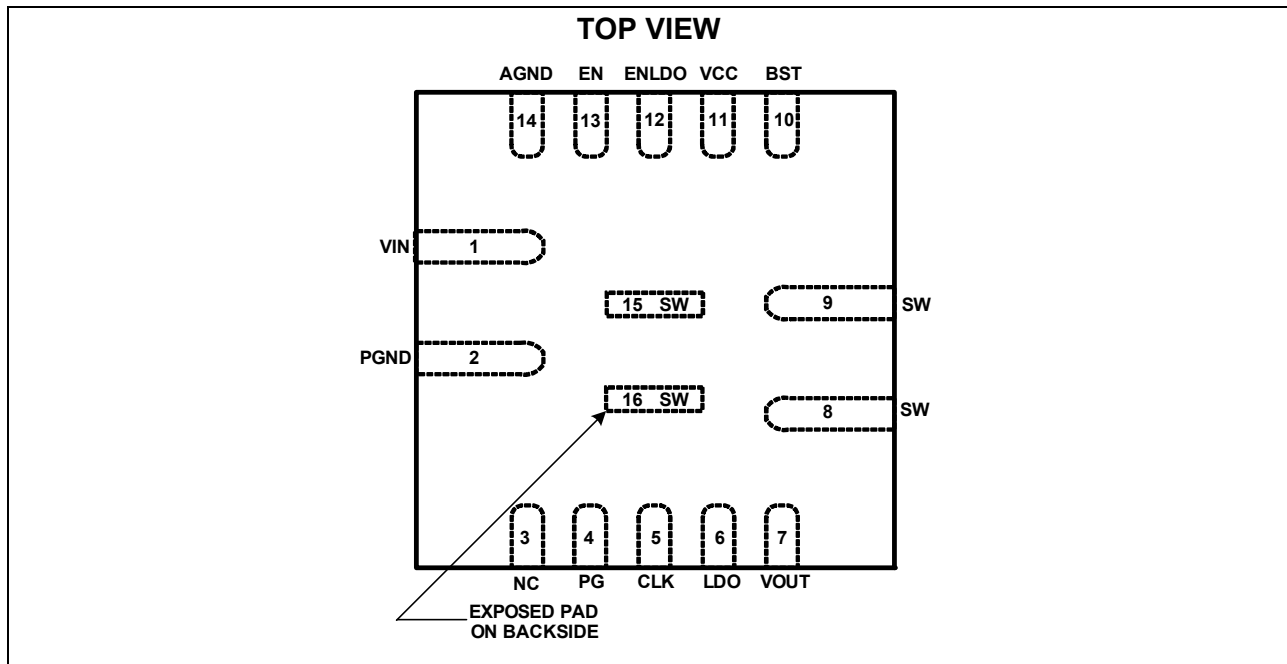 TOP VIEW
AGND EN ENLDO VCC BST
14 13 12 11 10
VIN 1
15 SW 9 SW
PGND 2
16 SW 8 SW
3 4 5 6 7
NC PG CLK LDO VOUT
EXPOSED PAD
ON BACKSIDE